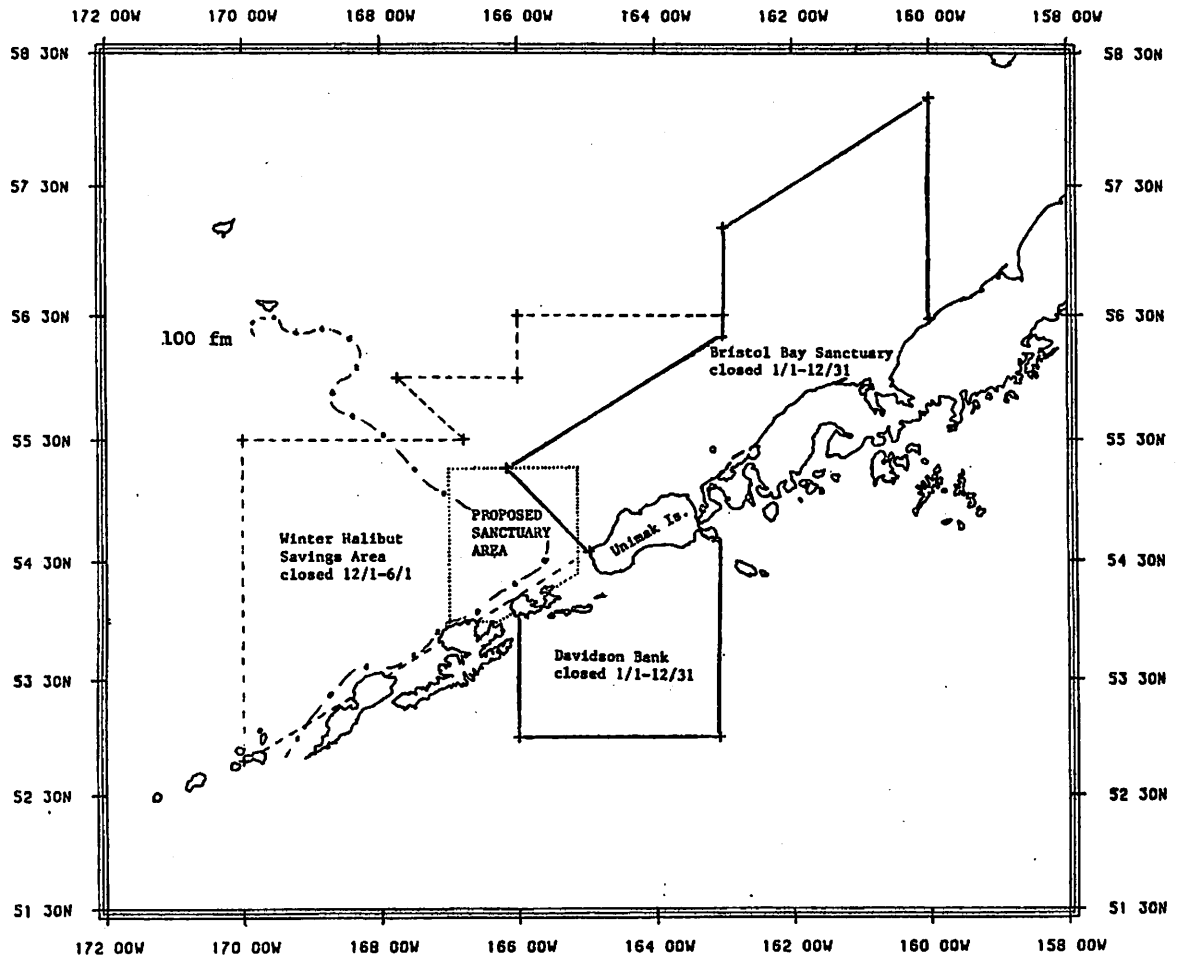 172 00W 170 00W 168 00W 166 00W 164 00W 162 00W 160 00W 158 00W
58 30N 58 30N
57 30N 57 30N
56 30N 56 30N
100 fm
Bristol Bay Sanctuary
closed 1/1-12/31
55 30N 55 30N
PROPOSED
SANCTUARY
AREA
Unimak Is.
Winter Halibut
Savings Area
closed 12/1-6/1
54 30N 54 30N
Davidson Bank
closed 1/1-12/31
53 30N 53 30N
52 30N 52 30N
51 30N 51 30N
172 00W 170 00W 168 00W 166 00W 164 00W 162 00W 160 00W 158 00W